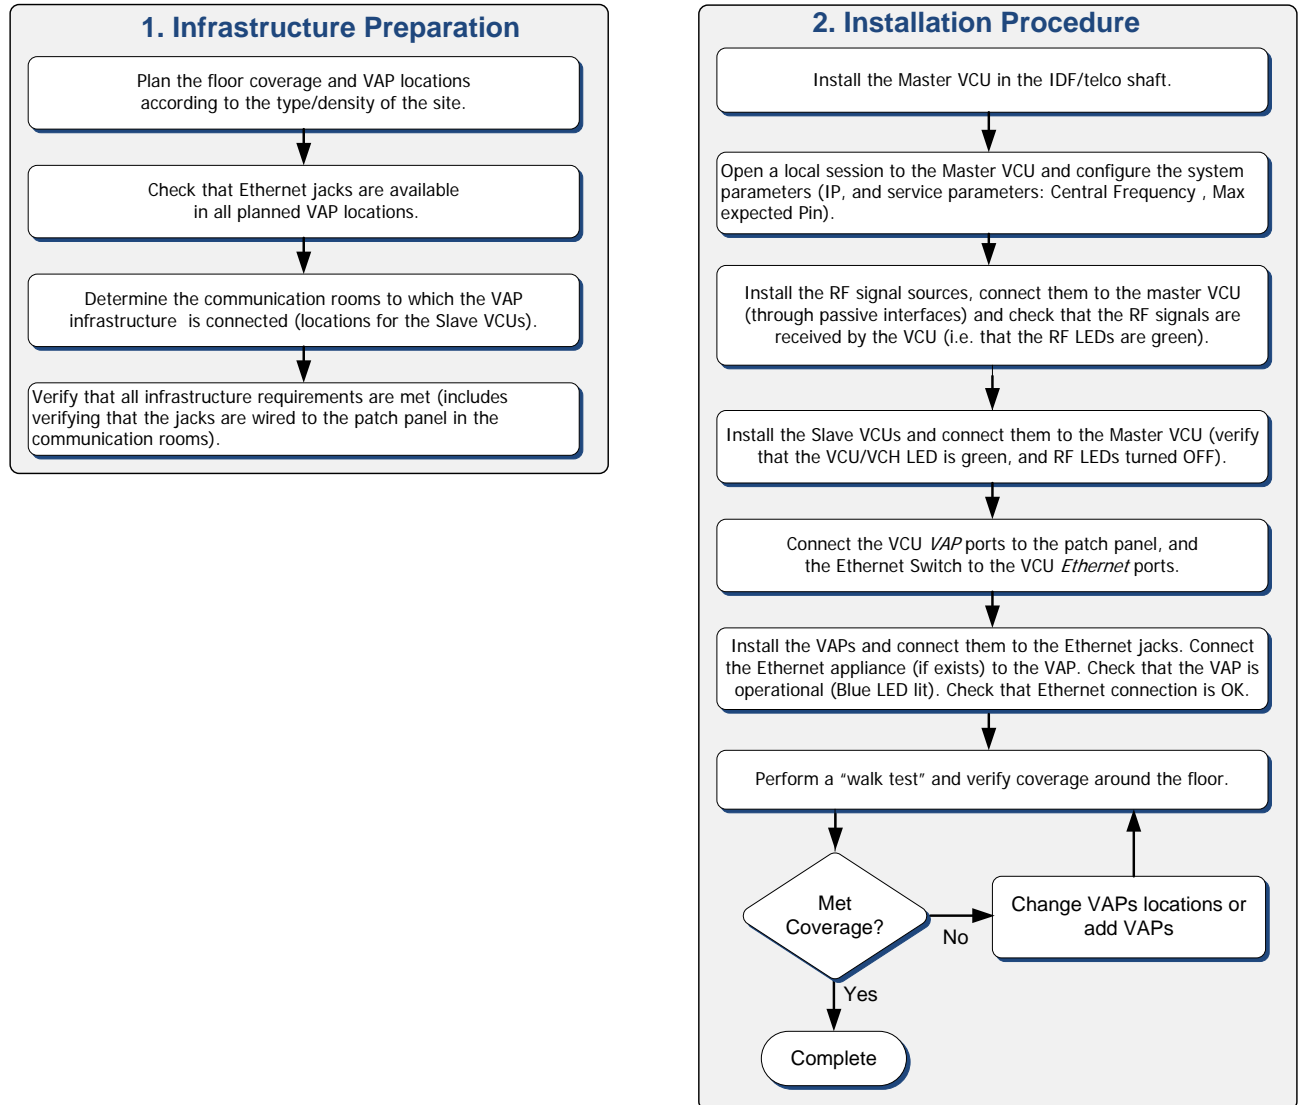 1. Infrastructure Preparation
Plan the floor coverage and VAP locations
according to the type/density of the site.
Check that Ethernet jacks are available
in all planned VAP locations.
Determine the communication rooms to which the VAP
infrastructure is connected (locations for the Slave VCUs).
Verify that all infrastructure requirements are met (includes
verifying that the jacks are wired to the patch panel in the
communication rooms).
2. Installation Procedure
Install the Master VCU in the IDF/telco shaft.
Open a local session to the Master VCU and configure the system
parameters (IP, and service parameters: Central Frequency , Max
expected Pin).
Install the RF signal sources, connect them to the master VCU
(through passive interfaces) and check that the RF signals are
received by the VCU (i.e. that the RF LEDs are green).
Install the Slave VCUs and connect them to the Master VCU (verify
that the VCU/VCH LED is green, and RF LEDs turned OFF).
Connect the VCU VAP ports to the patch panel, and
the Ethernet Switch to the VCU Ethernet ports.
Install the VAPs and connect them to the Ethernet jacks. Connect
the Ethernet appliance (if exists) to the VAP. Check that the VAP is
operational (Blue LED lit). Check that Ethernet connection is OK.
Perform a “walk test” and verify coverage around the floor.
Met
Coverage?
No
Change VAPs locations or
add VAPs
Yes
Complete